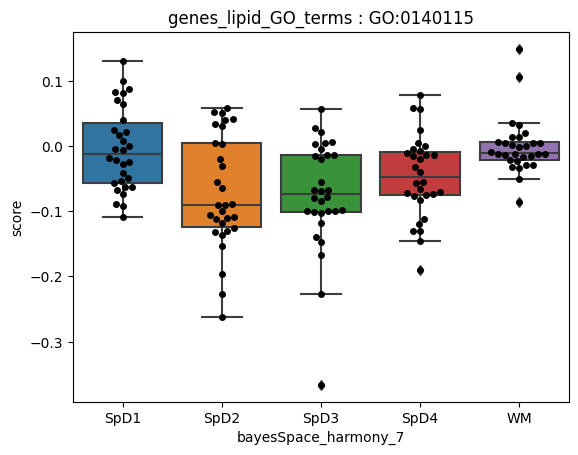 genes_lipid_GO_terms : GO:0140115
0.1
0.0
−0.1
−0.2
−0.3
score
SpD1 SpD2 SpD3 SpD4 WM
bayesSpace_harmony_7